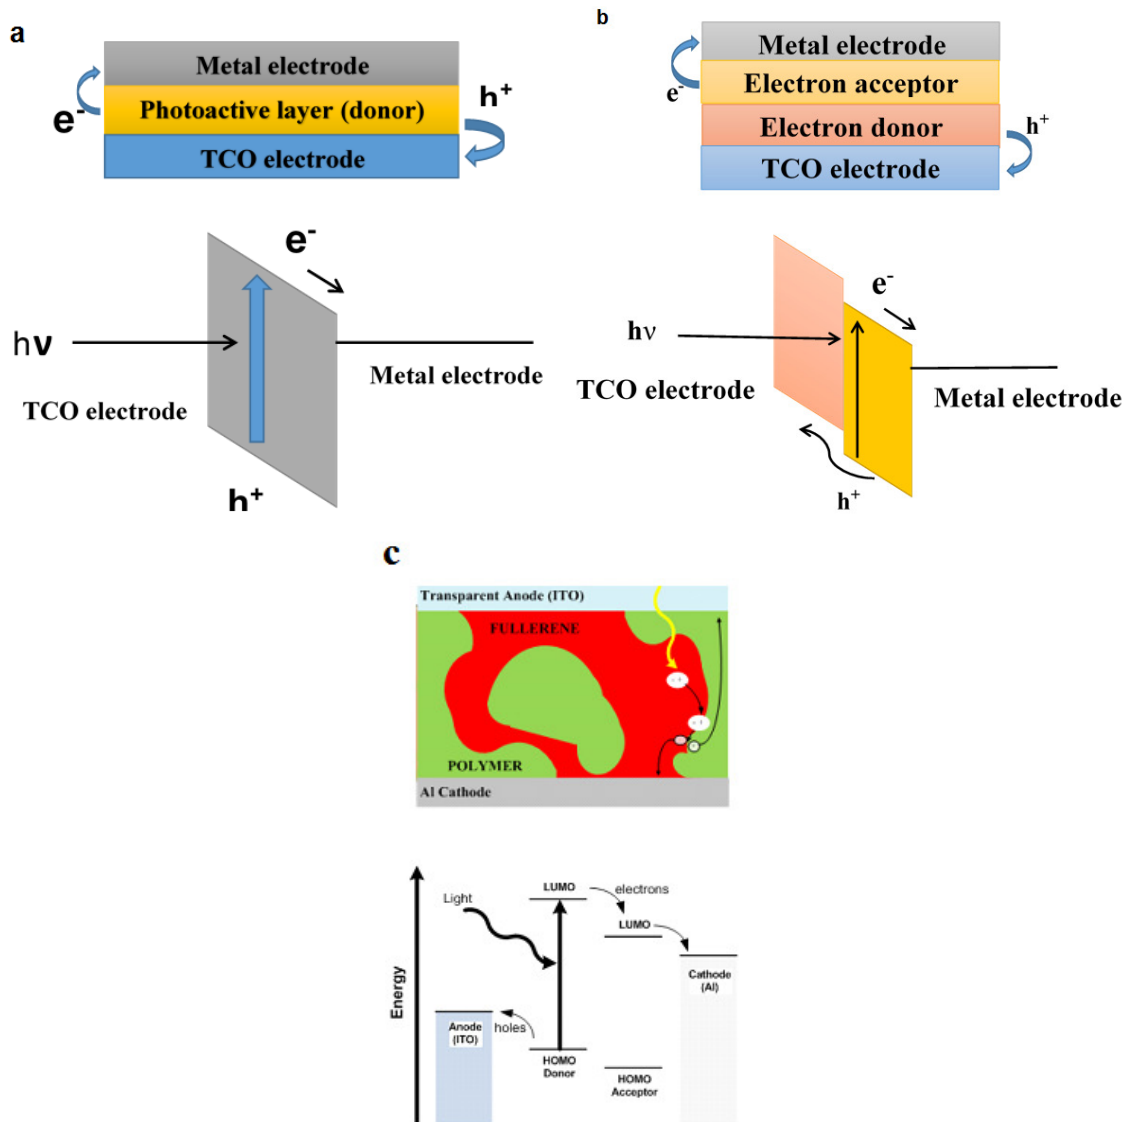 a
Metal electrode
Photoactive layer (donor)
TCO electrode
e-
h+
b
Metal electrode
Electron acceptor
Electron donor
TCO electrode
e-
h+
e-
hν
TCO electrode
Metal electrode
h+
e-
hν
TCO electrode
Metal electrode
h+
c
Transparent Anode (ITO)
FULLERENE
POLYMER
Al Cathode
Energy
Light
LUMO
electrons
LUMO
Cathode
(Al)
Anode
(ITO)
holes
HOMO
Donor
HOMO
Acceptor